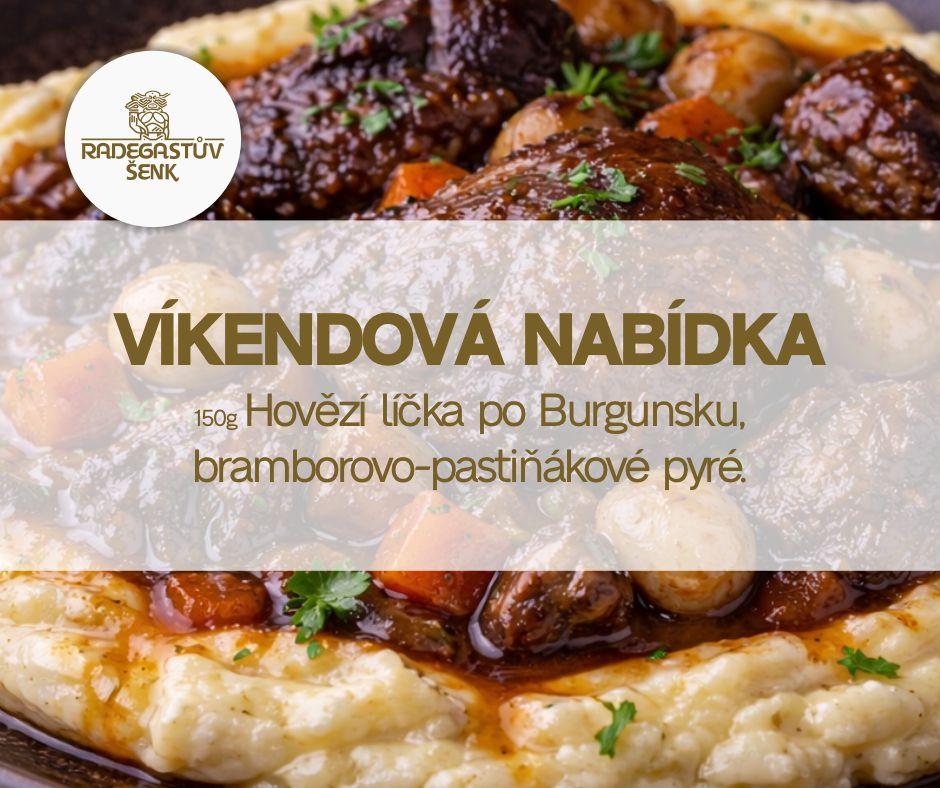 RADEGASTŮV
ŠENK
VÍKENDOVÁ NABÍDKA
150g Hovězí líčka po Burgunsku,
bramborovo-pastiňákové pyré.